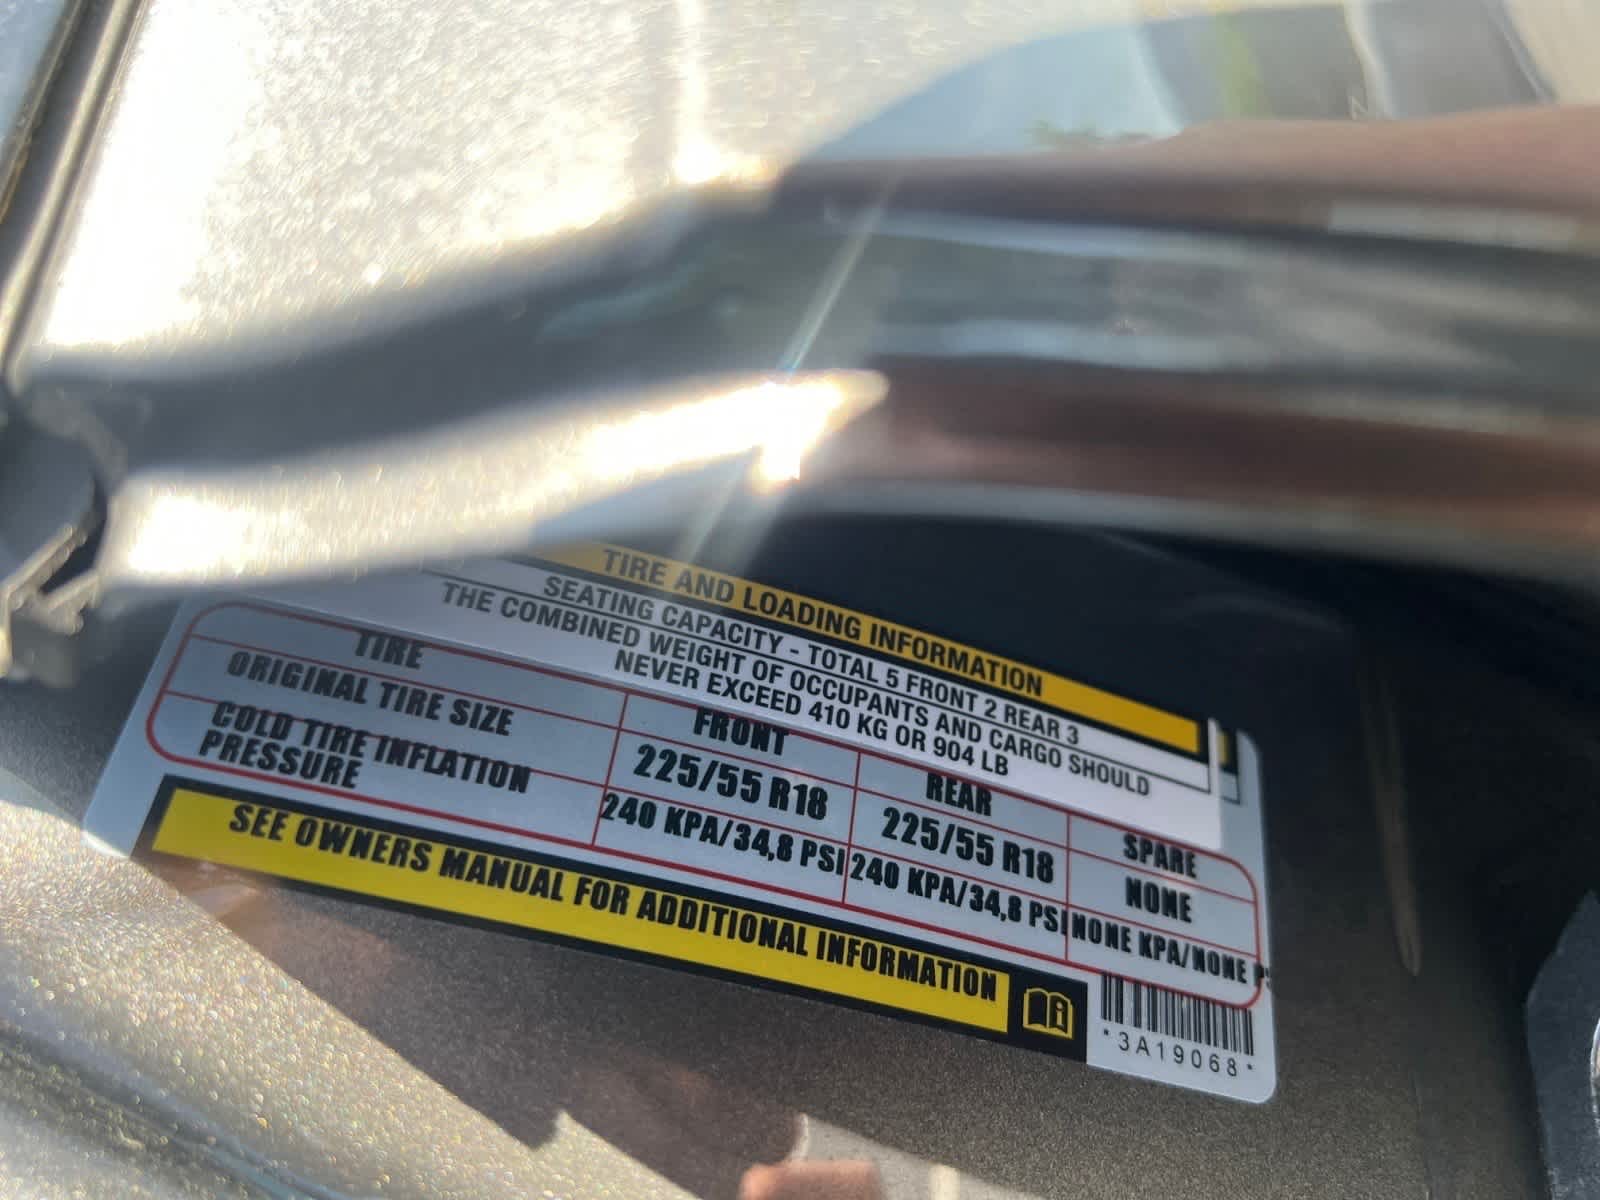 TIRE AND LOADING INFORMATION
SEATING CAPACITY - TOTAL 5 FRONT 2 REAR 3
THE COMBINED WEIGHT OF OCCUPANTS AND CARGO SHOULD
NEVER EXCEED 410 KG OR 904 LB
TIRE FRONT REAR SPARE
ORIGINAL TIRE SIZE 225/55 R18 225/55 R18 NONE
COLD TIRE INFLATION
PRESSURE 240 KPA/34,8 PSI 240 KPA/34,8 PSI NONE KPA/NONE PS
SEE OWNERS MANUAL FOR ADDITIONAL INFORMATION
*3A19068*